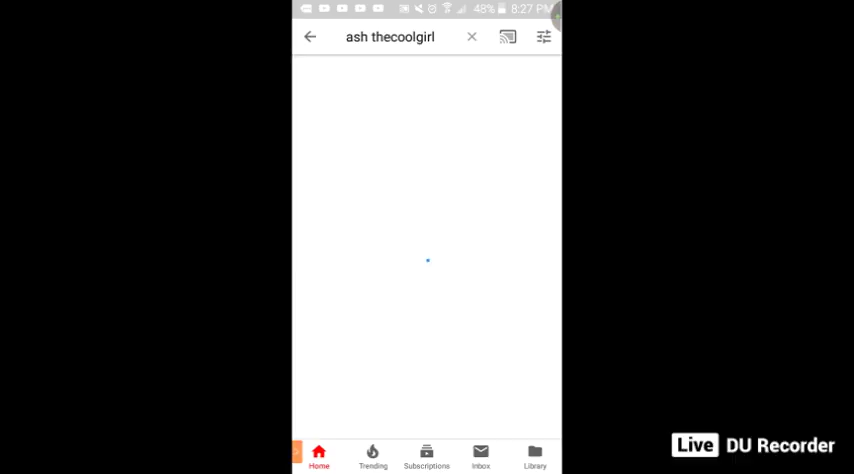 48% 8:27 PM
ash thecoolgirl
Home Trending Subscriptions Inbox Library
Live DU Recorder